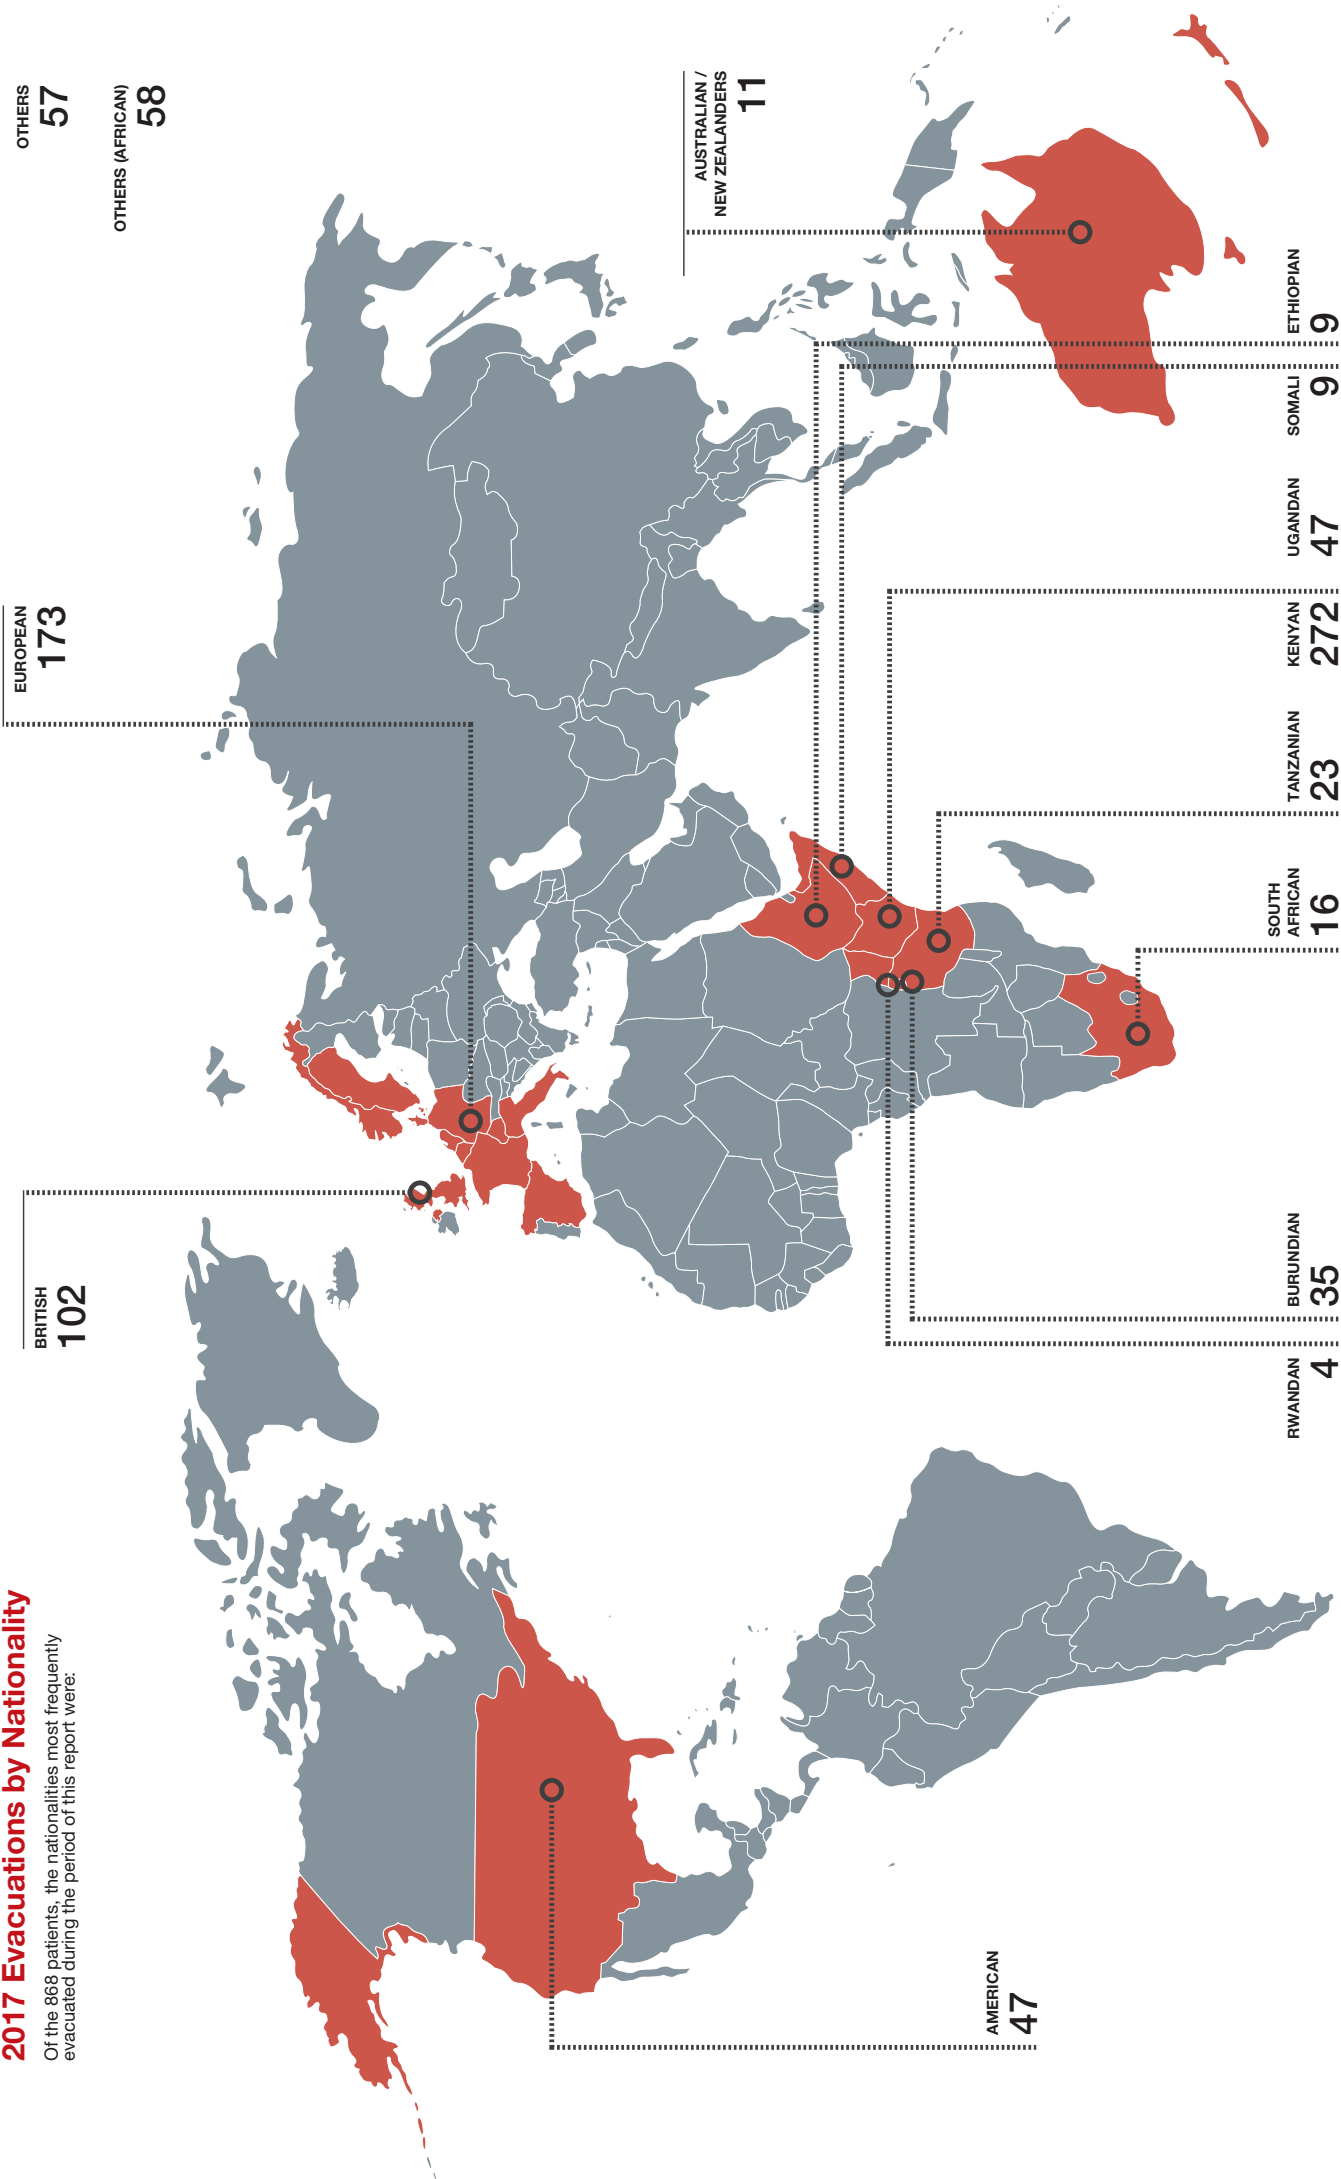 2017 Evacuations by Nationality
Of the 868 patients, the nationalities most frequently
evacuated during the period of this report were:
BRITISH
102
EUROPEAN
173
OTHERS
57
OTHERS (AFRICAN)
58
AUSTRALIAN /
NEW ZEALANDERS
11
AMERICAN
47
RWANDAN
4
BURUNDIAN
35
SOUTH
AFRICAN
16
TANZANIAN
23
KENYAN
272
UGANDAN
47
SOMALI
9
ETHIOPIAN
9